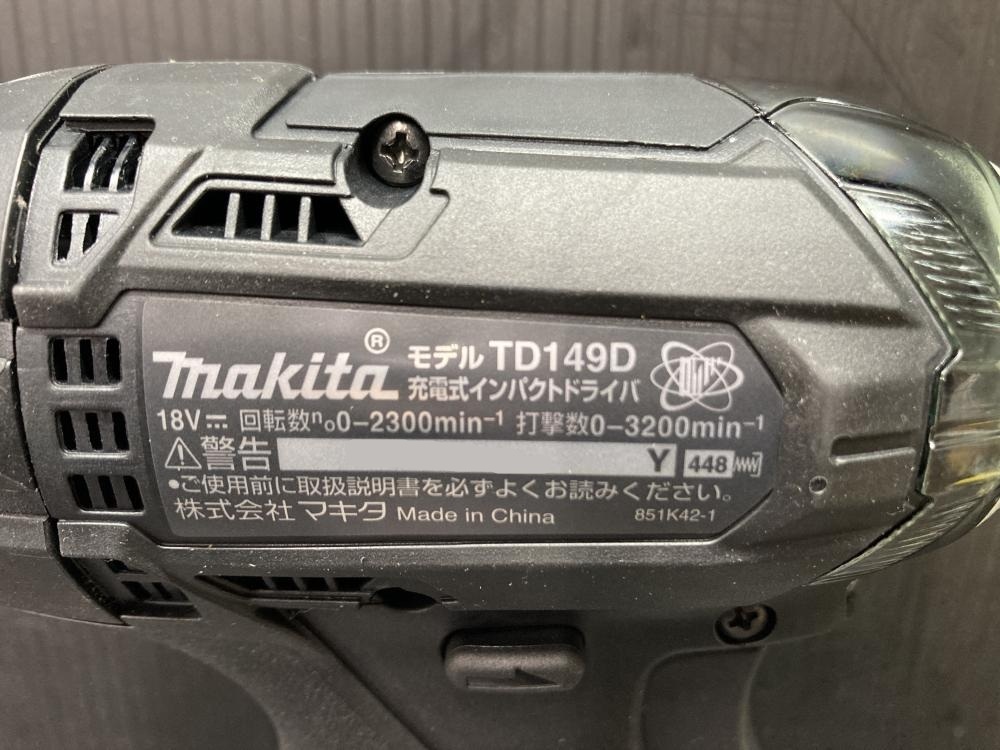 makita® モデル TD149D
充電式インパクトドライバ
18V⎓ 回転数n₀0-2300min⁻¹ 打撃数0-3200min⁻¹
⚠警告 Y 448
•ご使用前に取扱説明書を必ずよくお読みください。
株式会社 マキタ Made in China 851K42-1